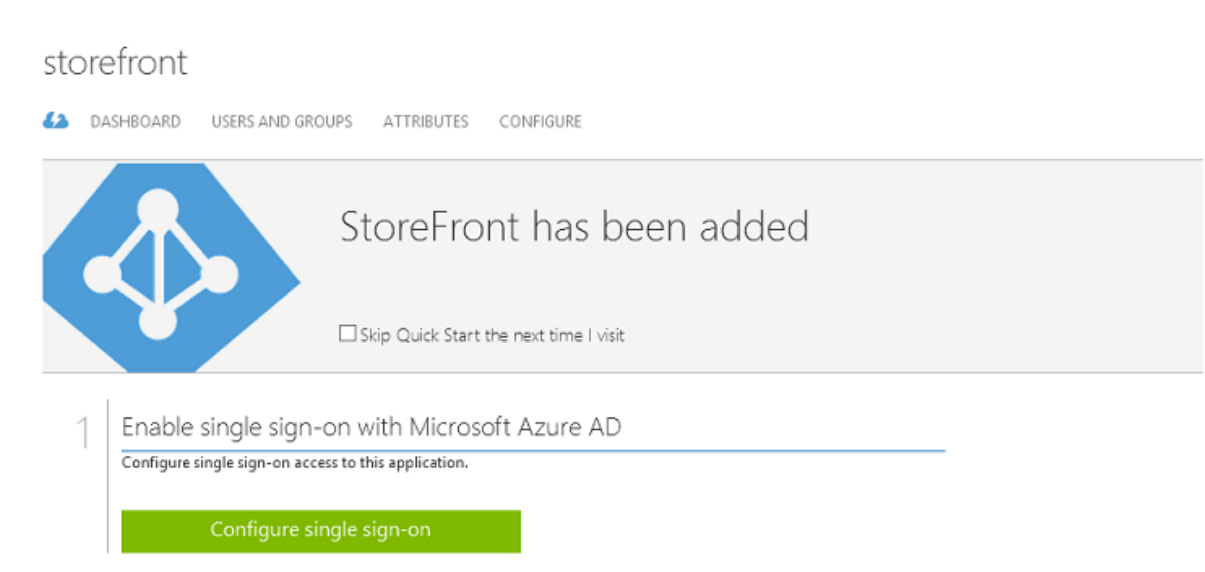 storefront
DASHBOARD USERS AND GROUPS ATTRIBUTES CONFIGURE
StoreFront has been added
Skip Quick Start the next time I visit
1 Enable single sign-on with Microsoft Azure AD
Configure single sign-on access to this application.
Configure single sign-on